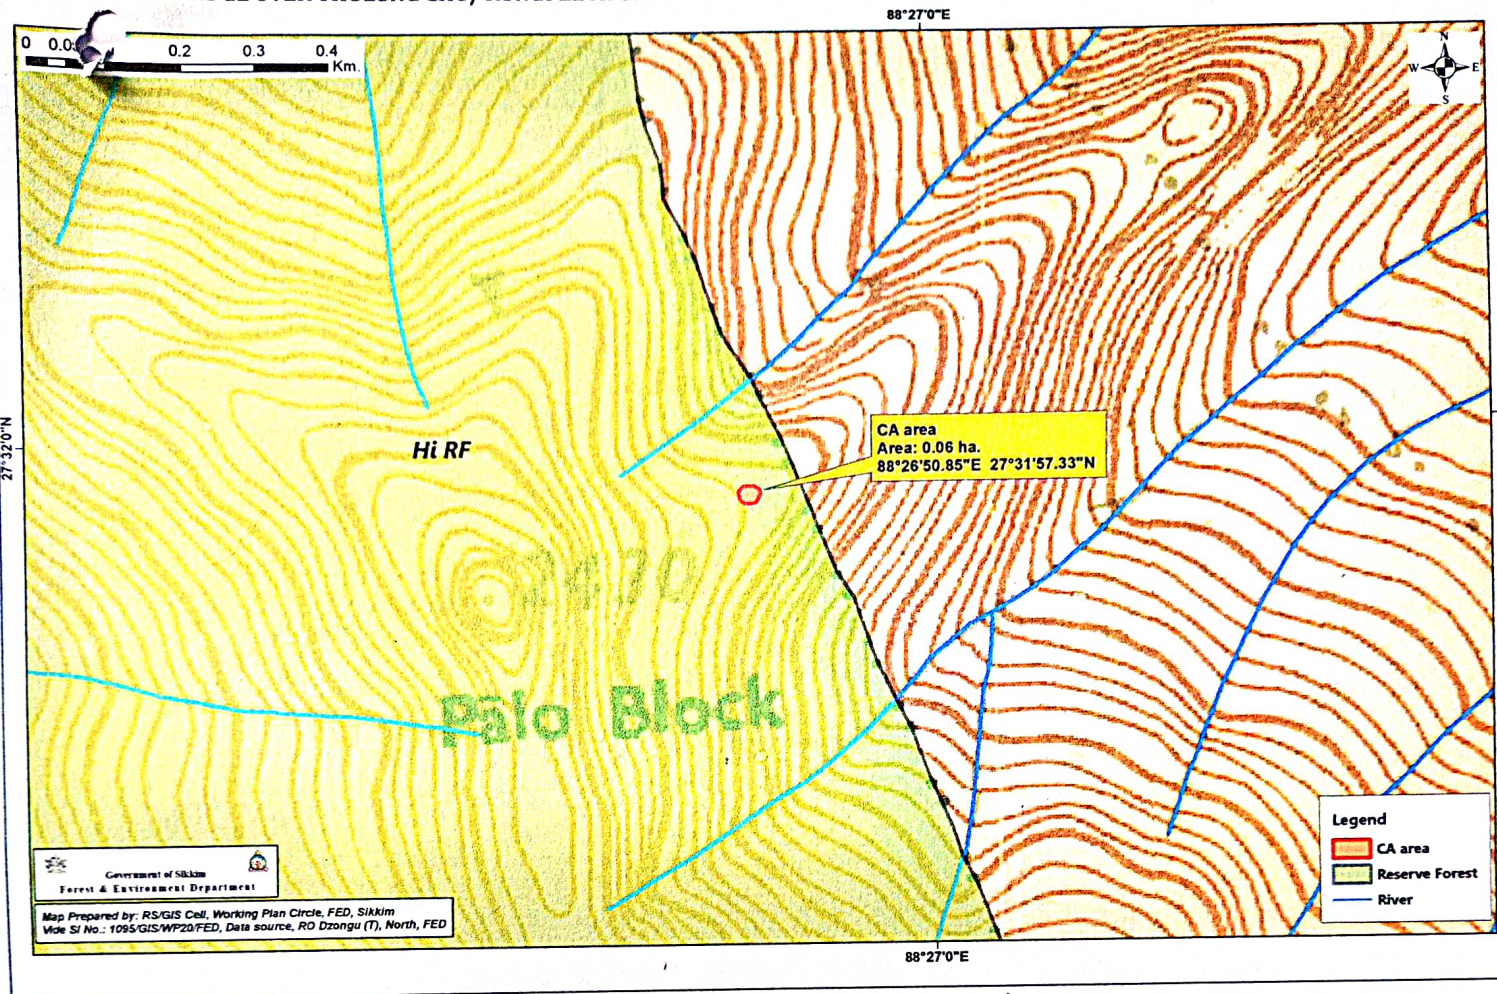 88°27'0"E
0
0.2
0.3
0.4
Km.
N
W
E
S
27°32'0"N
Hi RF
CA area
Area: 0.06 ha.
88°26'50.85"E 27°31'57.33"N
2470
Palo Block
Legend
CA area
Reserve Forest
River
Government of Sikkim
Forest & Environment Department
Map Prepared by: RS/GIS Cell, Working Plan Circle, FED, Sikkim
Vide Sl No.: 1095/GIS/WP20/FED, Data source, RO Dzongu (T), North, FED
88°27'0"E